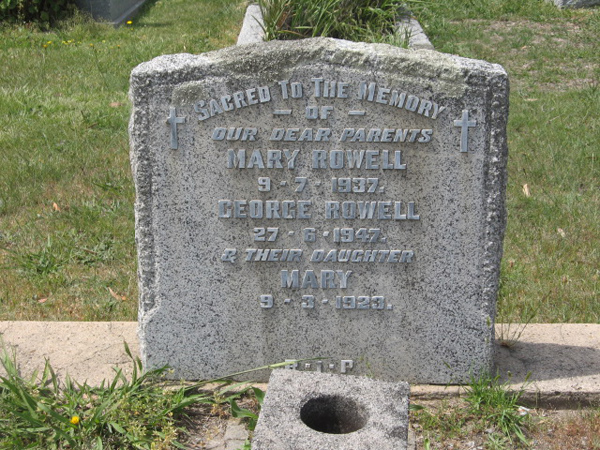 SACRED TO THE MEMORY
– OF –
OUR DEAR PARENTS
MARY ROWELL
9 - 7 - 1937.
GEORGE ROWELL
27 - 6 - 1947.
& THEIR DAUGHTER
MARY
9 - 3 - 1923.
R.I.P